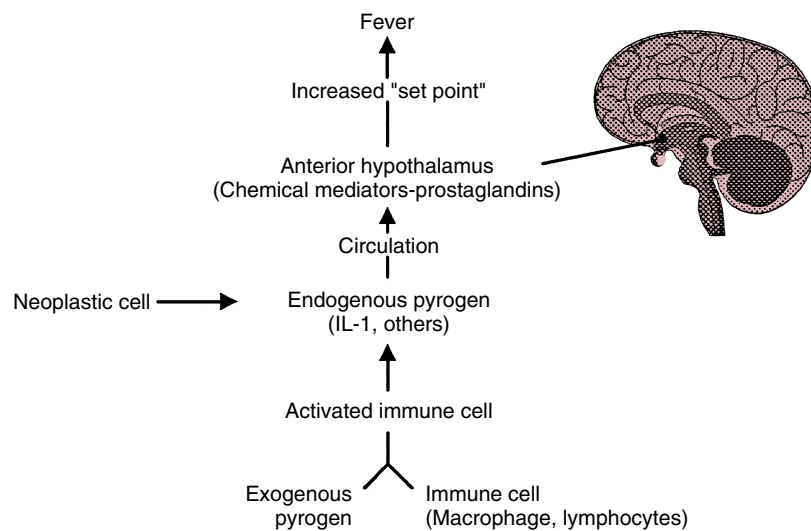 Fever
Increased "set point"
Anterior hypothalamus
(Chemical mediators-prostaglandins)
Circulation
Neoplastic cell
Endogenous pyrogen
(IL-1, others)
Activated immune cell
Exogenous
pyrogen
Immune cell
(Macrophage, lymphocytes)